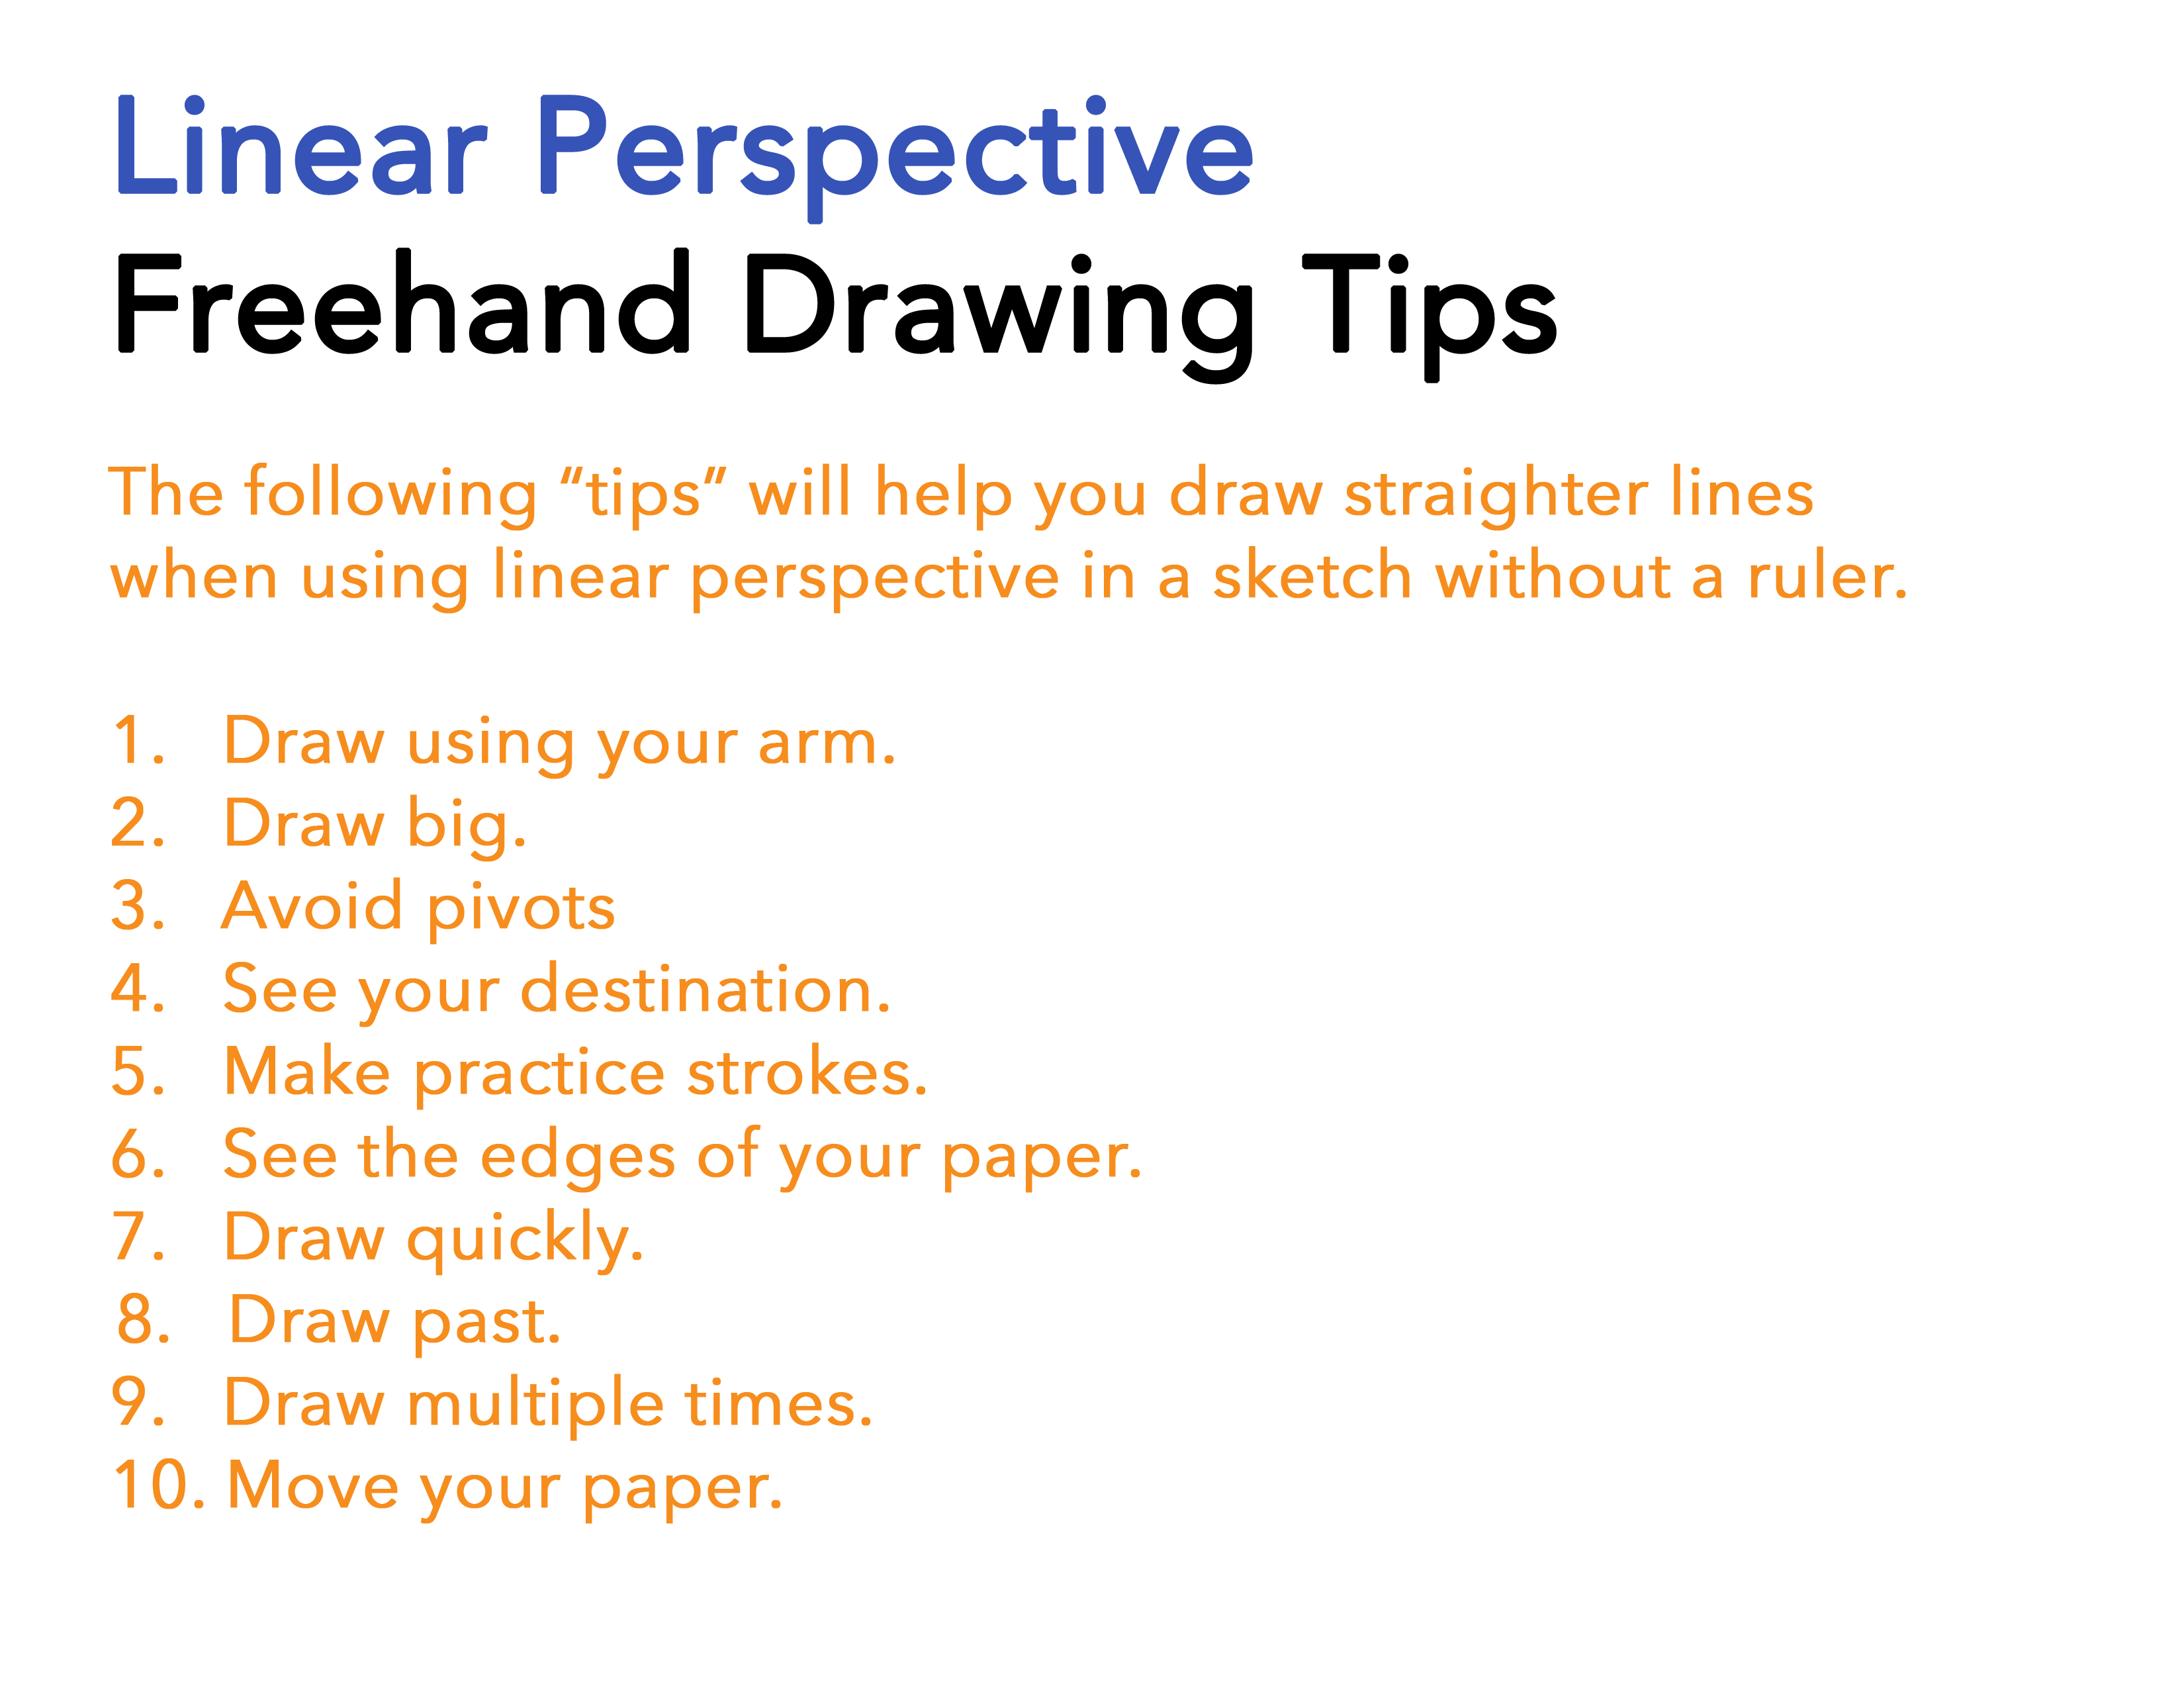 Linear Perspective
Freehand Drawing Tips
The following “tips” will help you draw straighter lines
when using linear perspective in a sketch without a ruler.
1. Draw using your arm.
2. Draw big.
3. Avoid pivots
4. See your destination.
5. Make practice strokes.
6. See the edges of your paper.
7. Draw quickly.
8. Draw past.
9. Draw multiple times.
10. Move your paper.